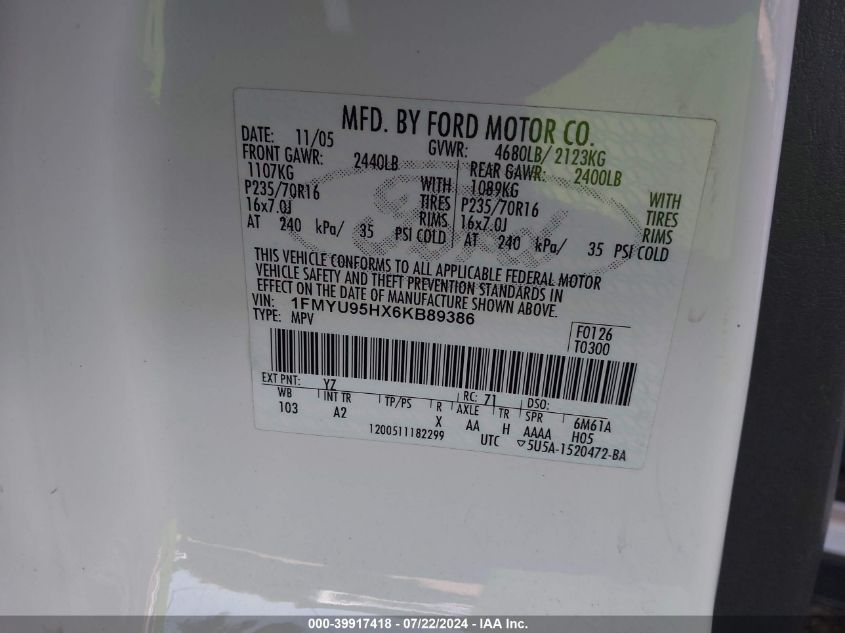 MFD. BY FORD MOTOR CO.
DATE: 11/05 GVWR: 4680LB/ 2123KG
FRONT GAWR: 2440LB REAR GAWR: 2400LB
1107KG WITH 1089KG WITH
P235/70R16 TIRES P235/70R16 TIRES
16x7.0J RIMS 16x7.0J RIMS
AT 240 kPa/ 35 PSI COLD AT 240 kPa/ 35 PSI COLD
THIS VEHICLE CONFORMS TO ALL APPLICABLE FEDERAL MOTOR
VEHICLE SAFETY AND THEFT PREVENTION STANDARDS IN
EFFECT ON THE DATE OF MANUFACTURE SHOWN ABOVE.
VIN: 1FMYU95HX6KB89386
TYPE: MPV
F0126
T0300
EXT PNT: YZ RC: 71 DSO:
WB INT TR TP/PS R AXLE TR SPR 6M61A
103 A2 X AA H AAAA H05
1200511182299 UTC ▽5U5A-1520472-BA
000-39917418 - 07/22/2024 - IAA Inc.